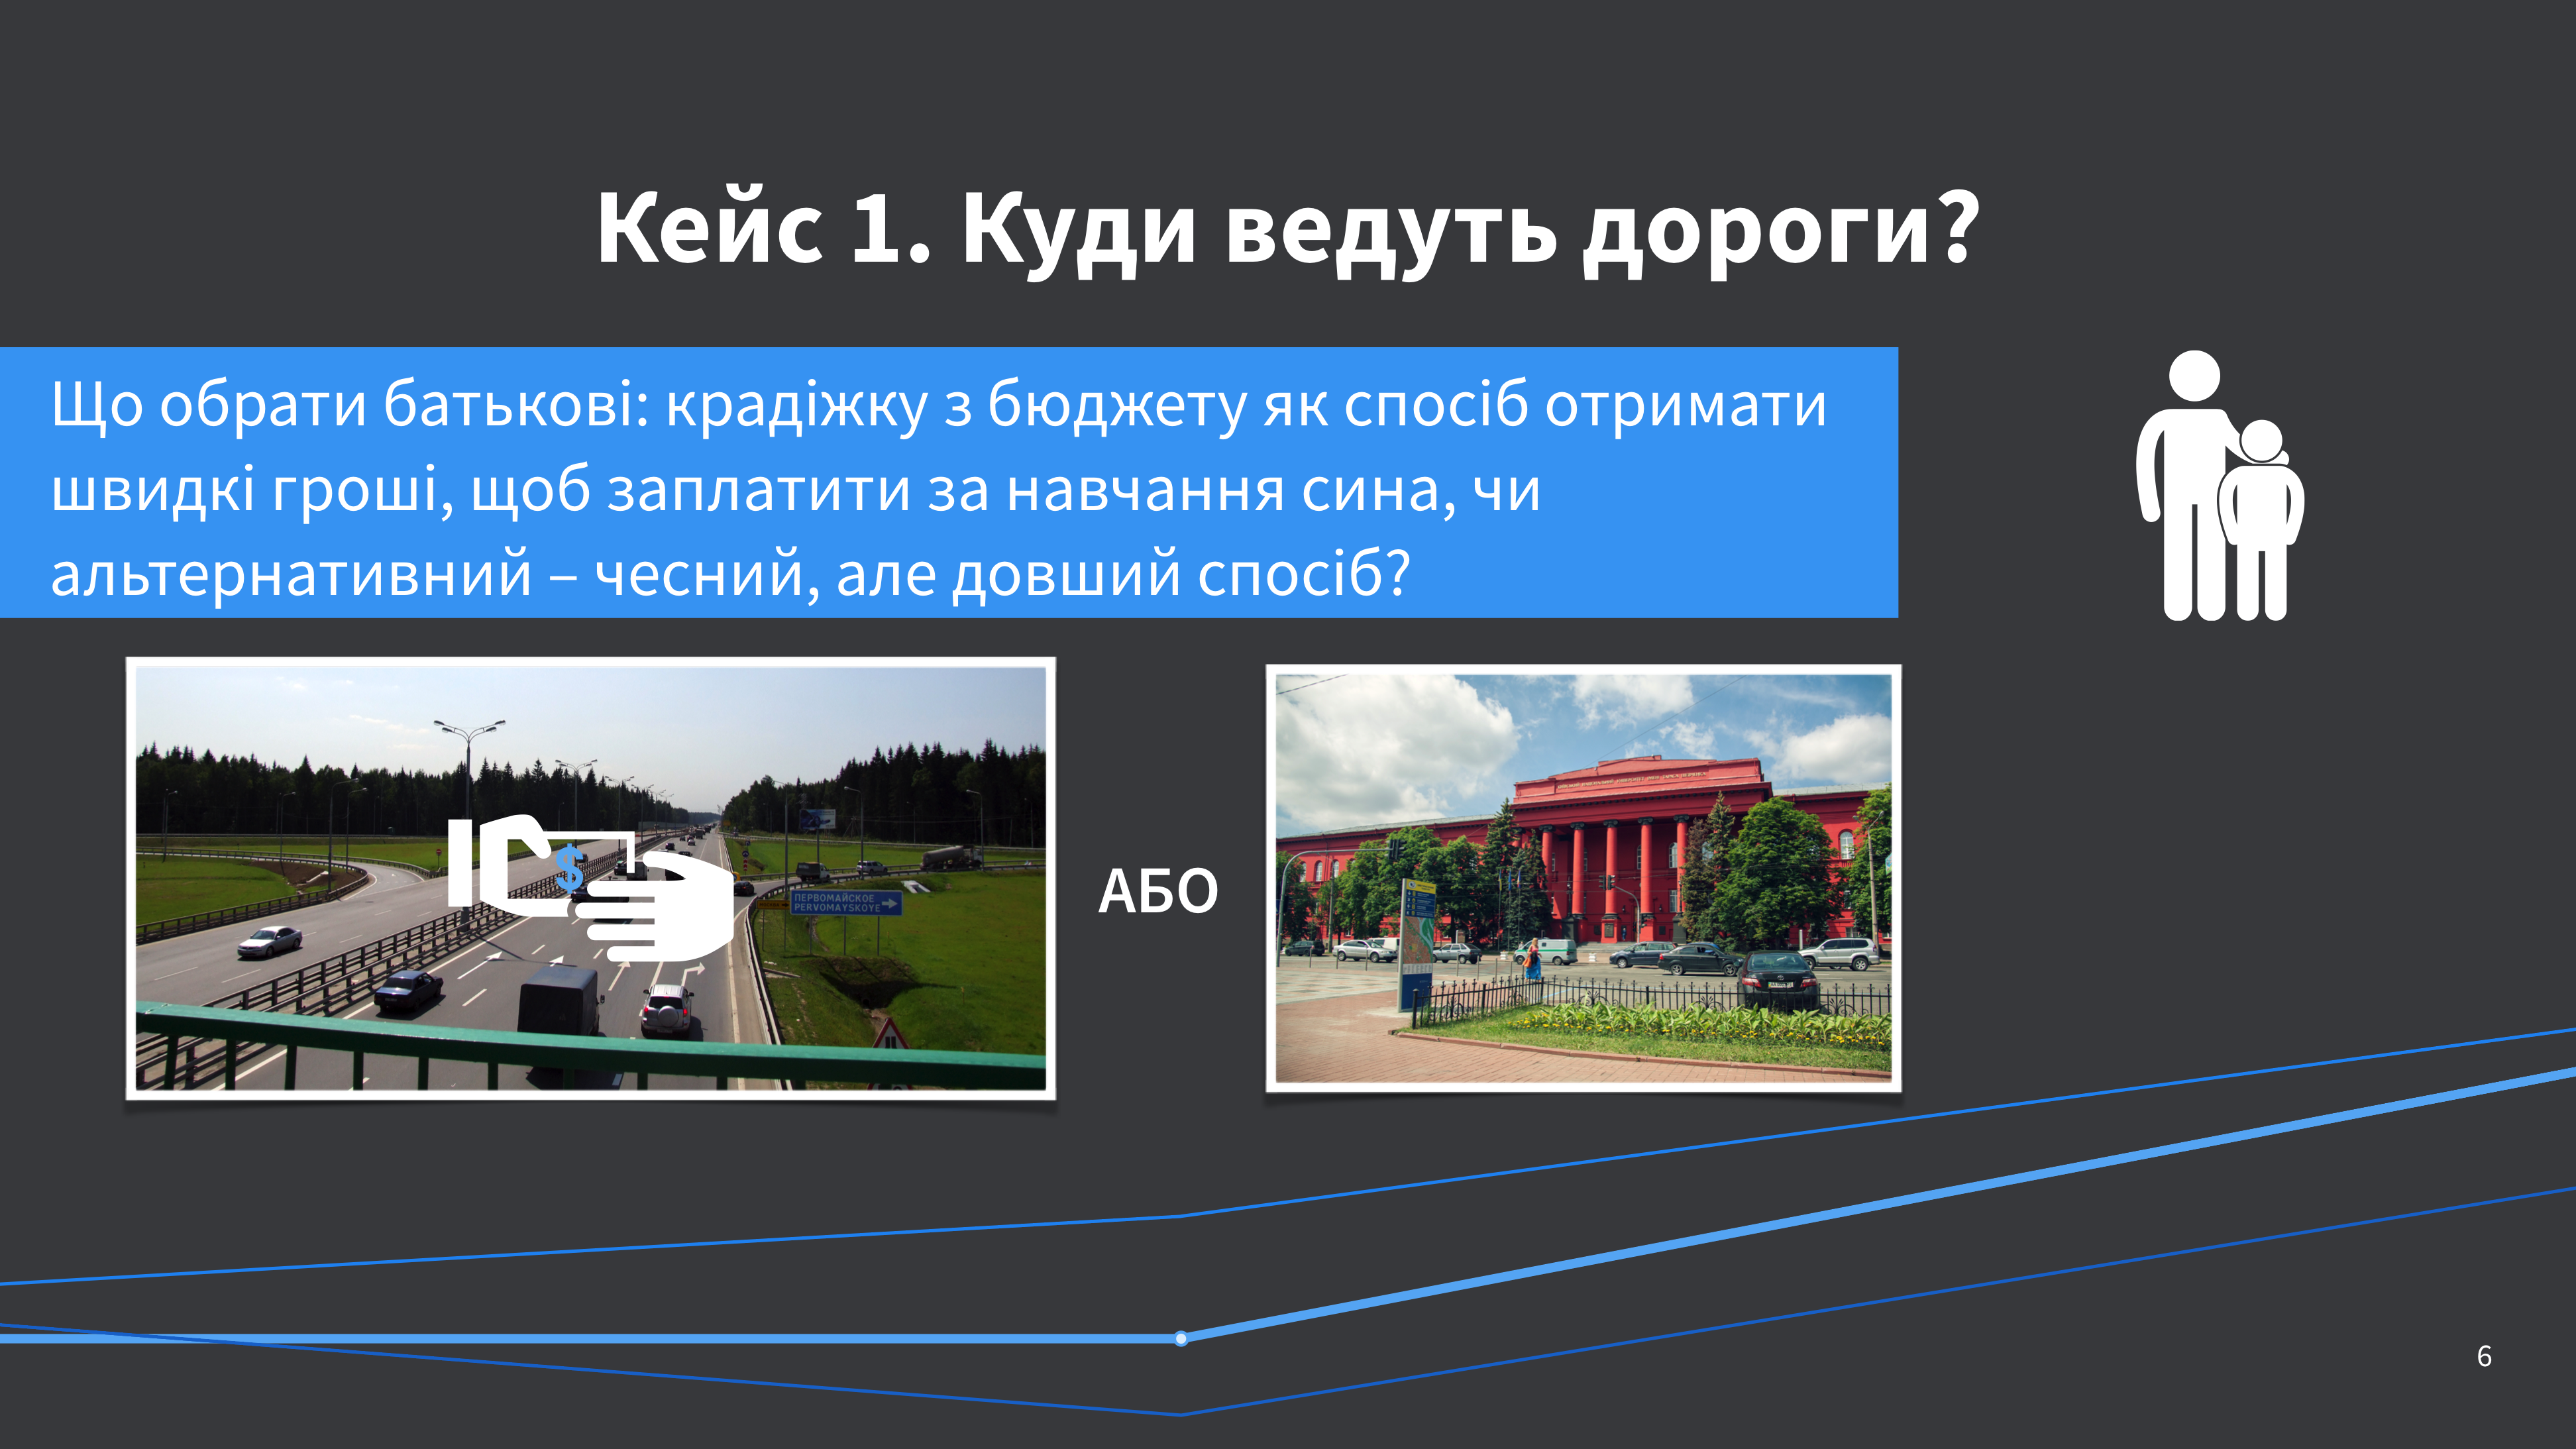 Кейс 1. Куди ведуть дороги?
Що обрати батькові: крадіжку з бюджету як спосіб отримати
швидкі гроші, щоб заплатити за навчання сина, чи
альтернативний – чесний, але довший спосіб?
$
ПЕРВОМАЙСКОЕ
PERVOMAYSKOYE
АБО
6